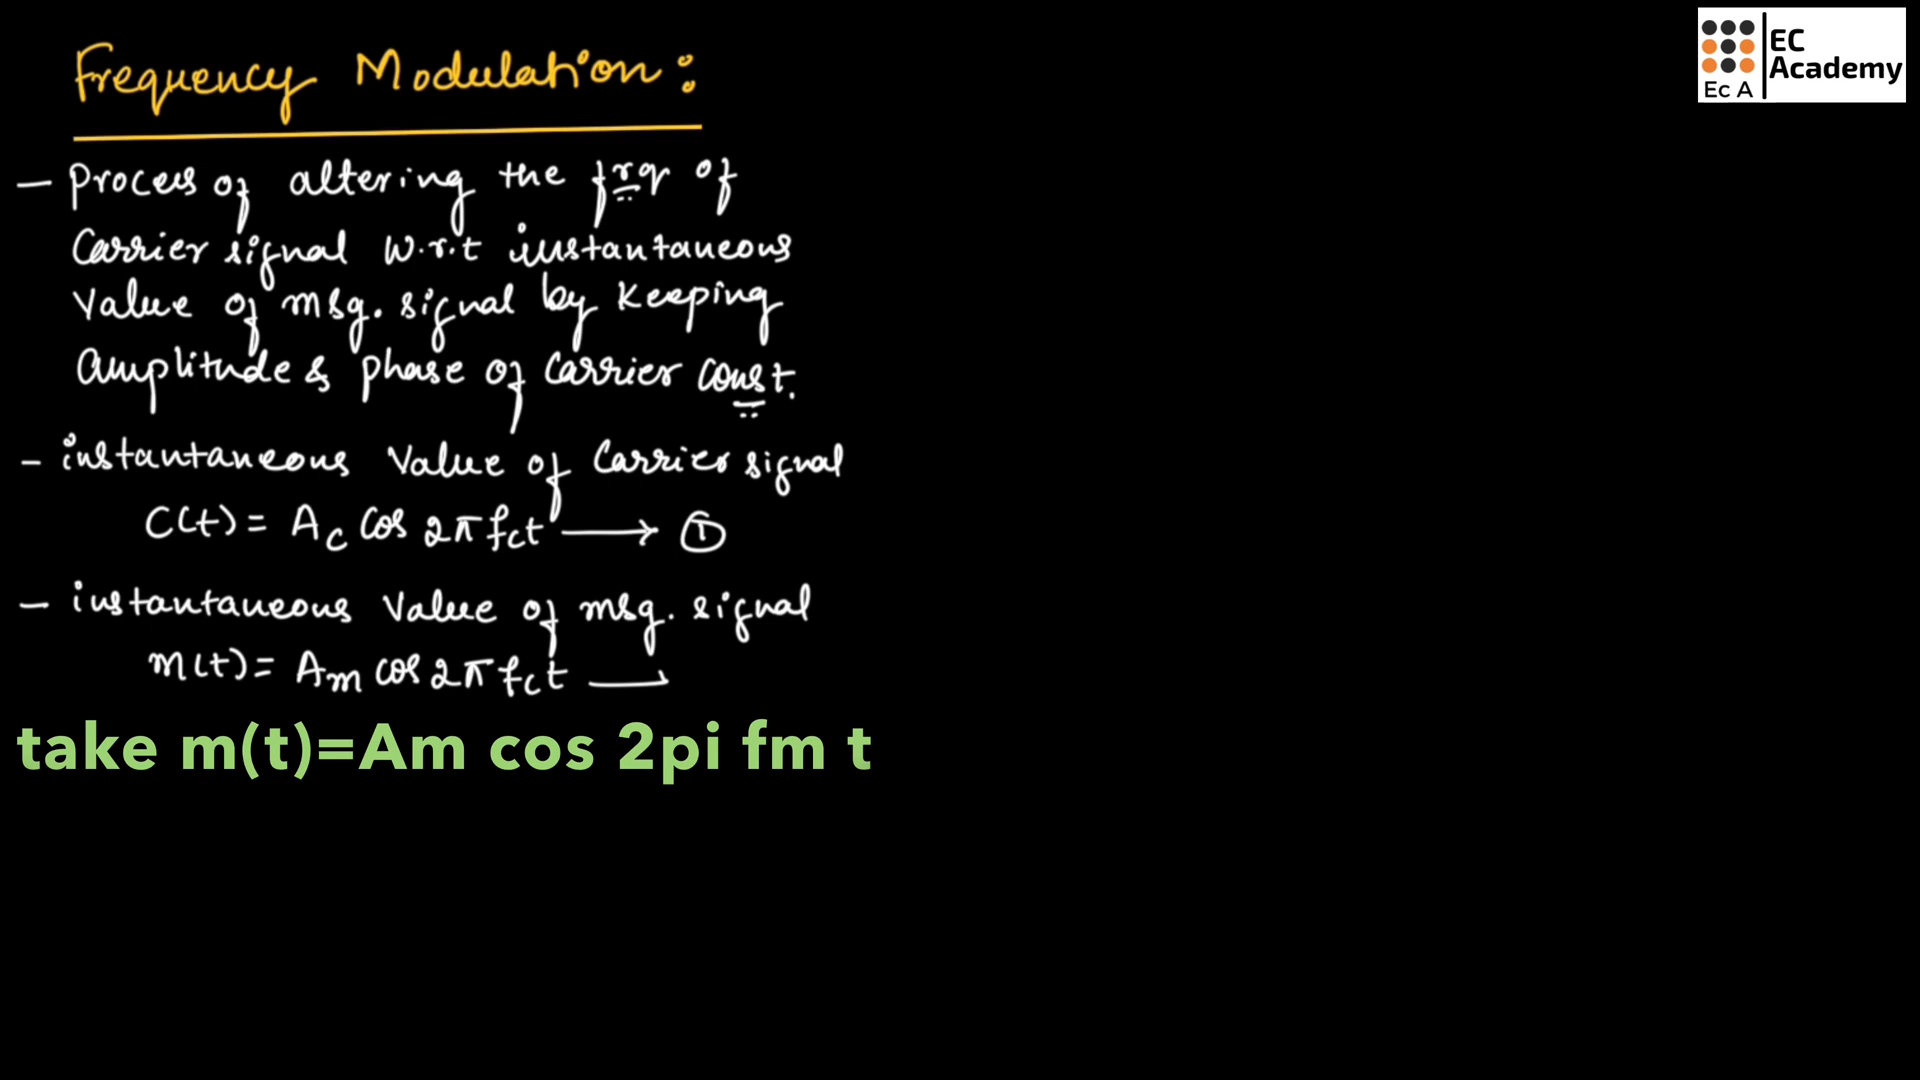 EC
Academy
Ec A
Frequency Modulation:
- Process of altering the frq of
Carrier signal w.r.t instantaneous
Value of msg. signal by keeping
amplitude & phase of carrier const.
- instantaneous Value of Carrier signal
C(t) = Ac Cos 2π fct ⟶ ①
- instantaneous Value of msg. signal
m(t) = Am cos 2π fct
take m(t)=Am cos 2pi fm t